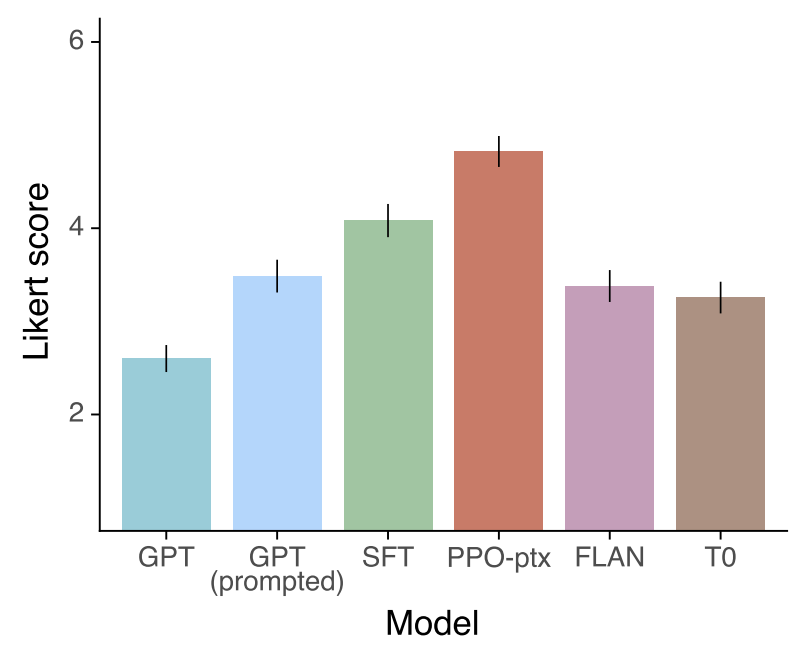 6
4
2
Likert score
GPT
GPT
(prompted)
SFT
PPO-ptx
FLAN
T0
Model